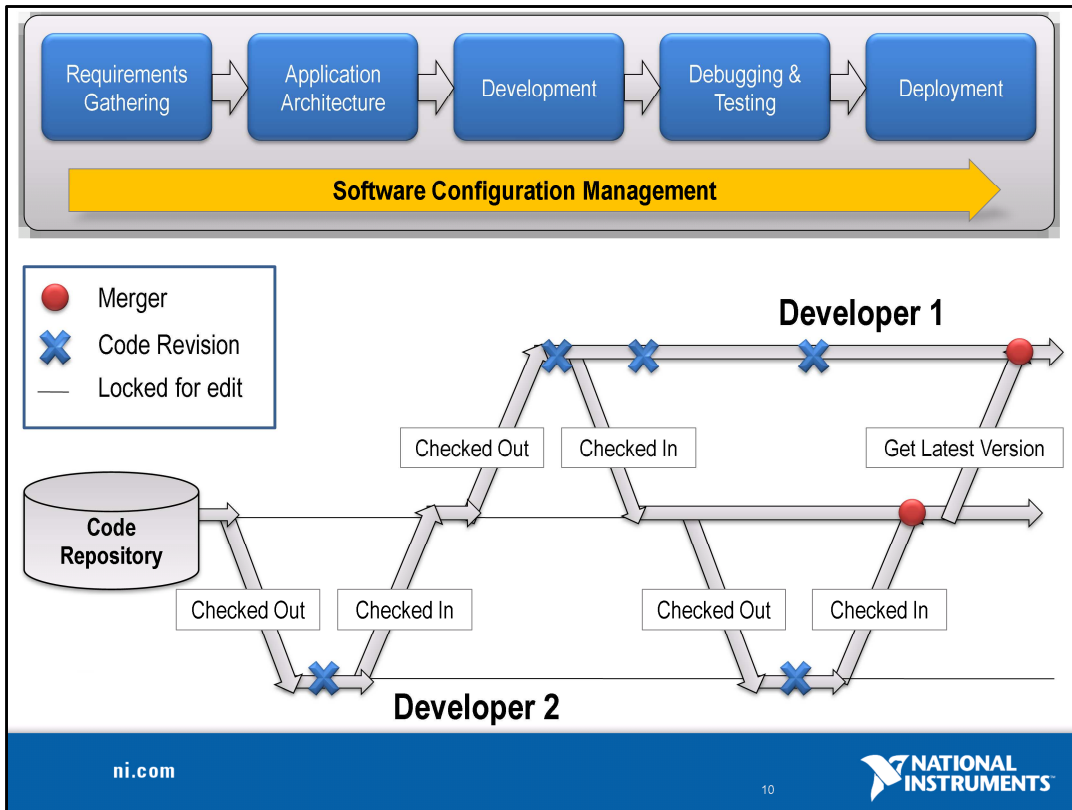 Requirements
Gathering
Application
Architecture
Development
Debugging &
Testing
Deployment
Software Configuration Management
Merger
Code Revision
Locked for edit
Developer 1
Checked Out
Checked In
Get Latest Version
Code
Repository
Checked Out
Checked In
Checked Out
Checked In
Developer 2
ni.com
10
NATIONAL
INSTRUMENTS™